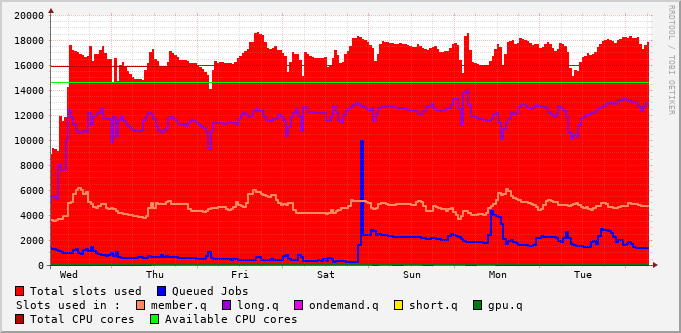 20000
18000
16000
14000
12000
10000
8000
6000
4000
2000
0
Wed Thu Fri Sat Sun Mon Tue
RRDTOOL / TOBI OETIKER
Total slots used Queued Jobs
Slots used in : member.q long.q ondemand.q short.q gpu.q
Total CPU cores Available CPU cores